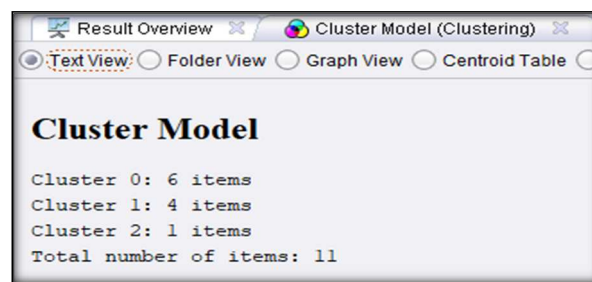 Result Overview Cluster Model (Clustering)
Text View Folder View Graph View Centroid Table
Cluster Model
Cluster 0: 6 items
Cluster 1: 4 items
Cluster 2: 1 items
Total number of items: 11